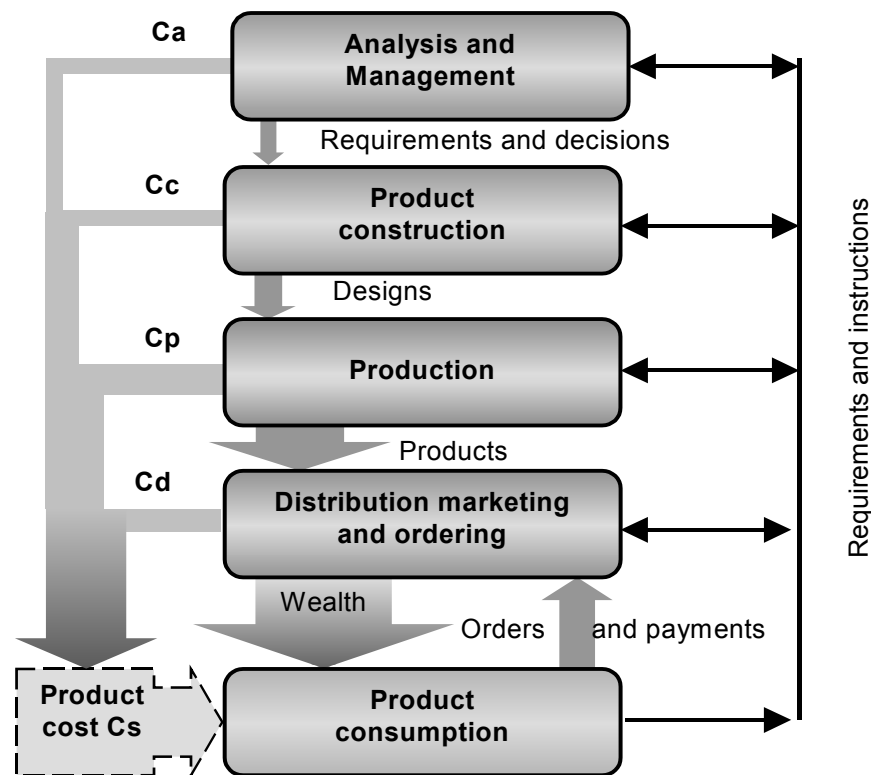 Ca
Analysis and
Management
Requirements and decisions
Cc
Product
construction
Designs
Cp
Production
Products
Cd
Distribution marketing
and ordering
Wealth
Orders and payments
Product
cost Cs
Product
consumption
Requirements and instructions